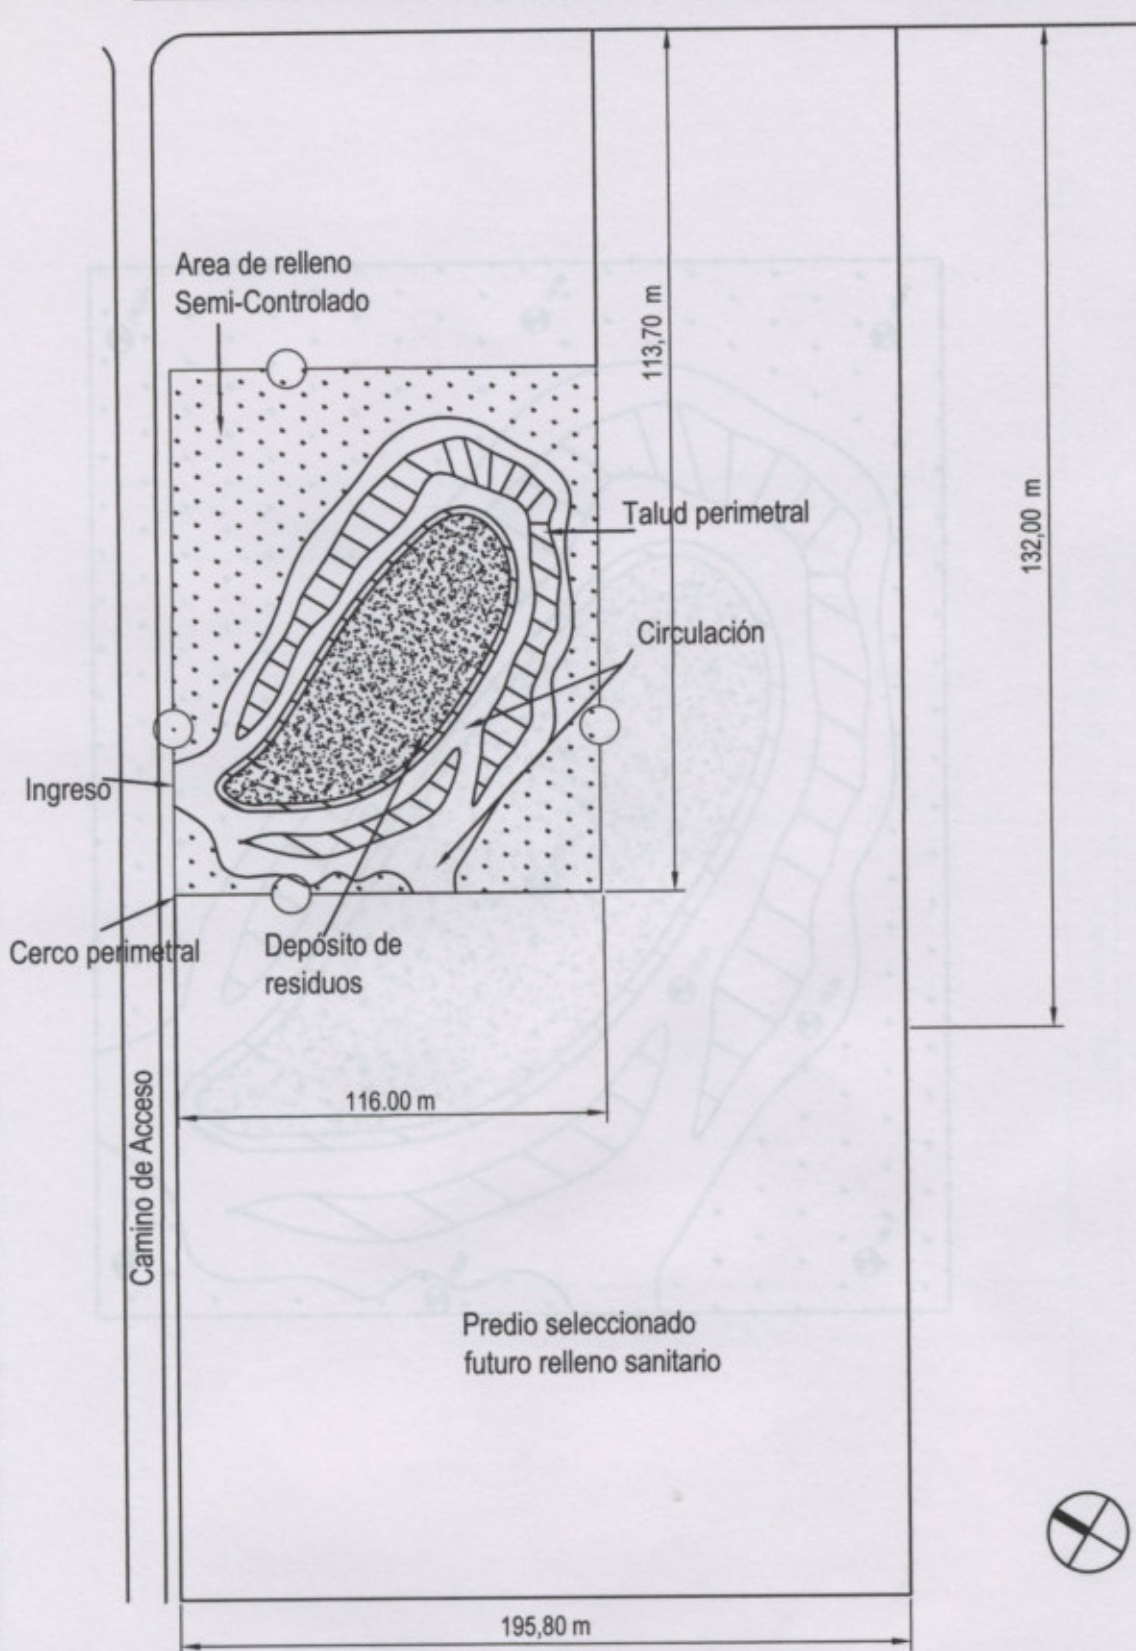 Area de relleno
Semi-Controlado
113,70 m
132,00 m
Talud perimetral
Circulación
Ingreso
Cerco perimetral
Depósito de
residuos
116.00 m
Camino de Acceso
Predio seleccionado
futuro relleno sanitario
195,80 m